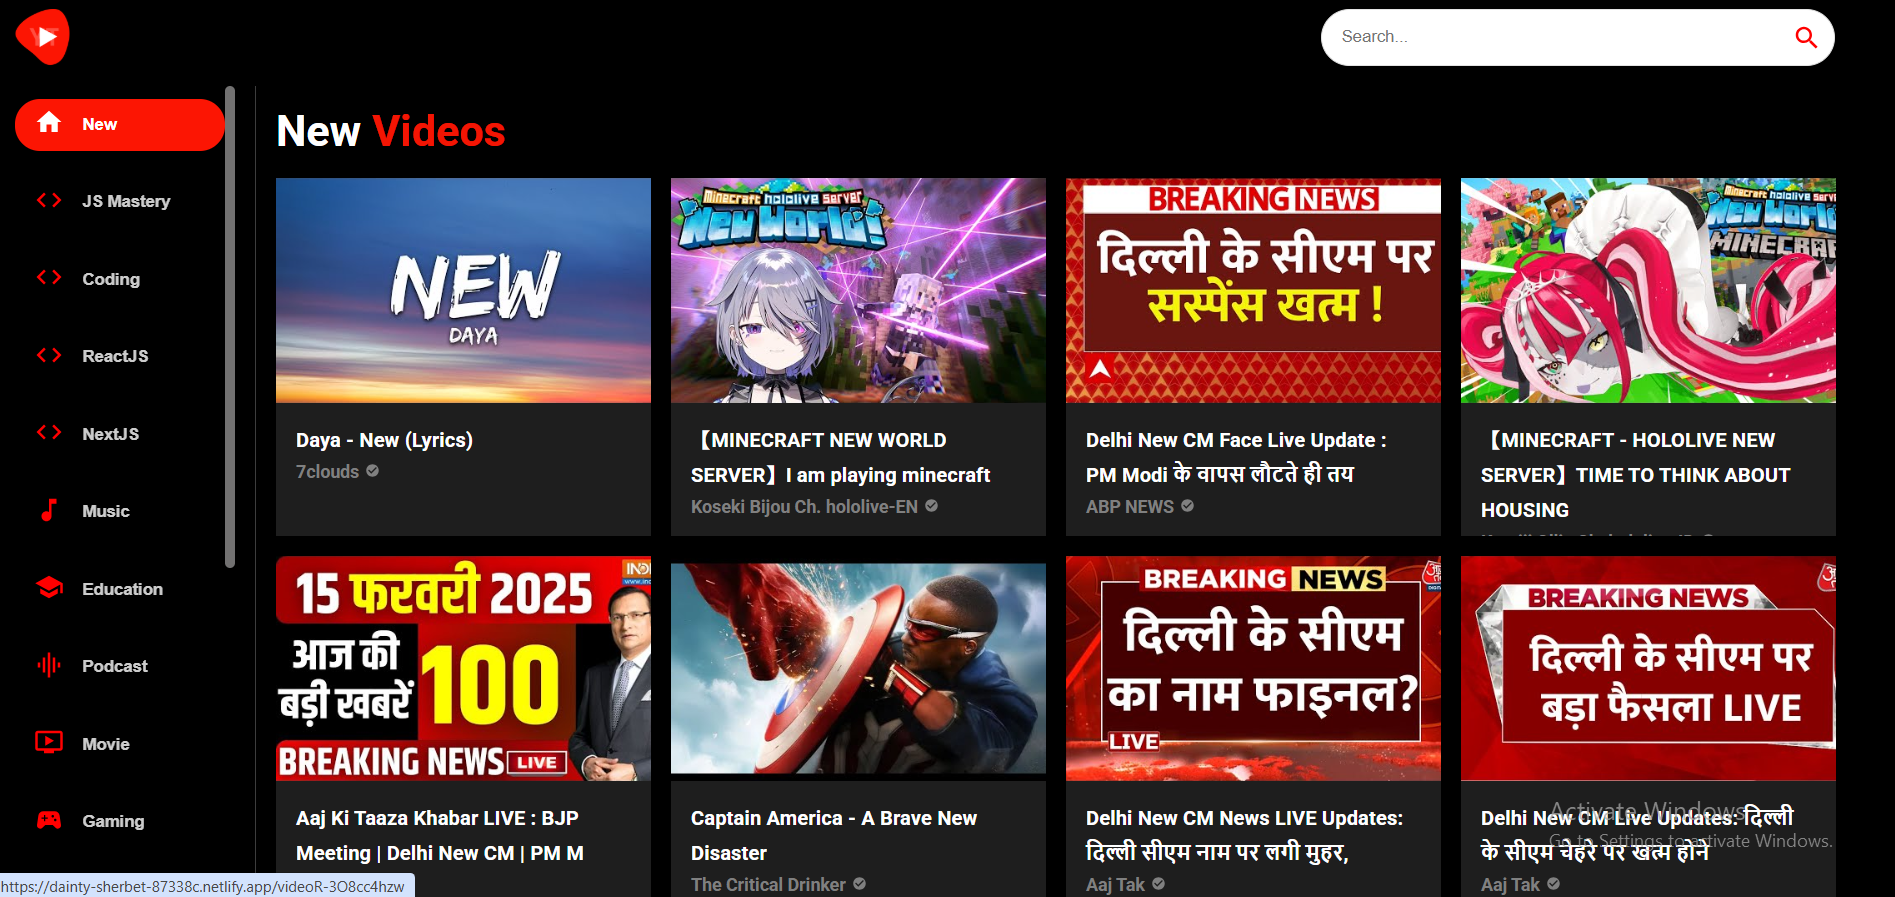 YT
Search...
New
JS Mastery
Coding
ReactJS
NextJS
Music
Education
Podcast
Movie
Gaming
New Videos
NEW
DAYA
Daya - New (Lyrics)
7clouds
Minecraft hololive server
New World!
【MINECRAFT NEW WORLD
SERVER】I am playing minecraft
Koseki Bijou Ch. hololive-EN
BREAKING NEWS
दिल्ली के सीएम पर
सस्पेंस खत्म !
Delhi New CM Face Live Update :
PM Modi के वापस लौटते ही तय
ABP NEWS
Minecraft hololive
New World
MINECRA
【MINECRAFT - HOLOLIVE NEW
SERVER】TIME TO THINK ABOUT
HOUSING
15 फरवरी 2025
आज की
बड़ी खबरें 100
BREAKING NEWS LIVE
Aaj Ki Taaza Khabar LIVE : BJP
Meeting | Delhi New CM | PM M
Captain America - A Brave New
Disaster
The Critical Drinker
BREAKING NEWS
दिल्ली के सीएम
का नाम फाइनल?
LIVE
Delhi New CM News LIVE Updates:
दिल्ली सीएम नाम पर लगी मुहर,
Aaj Tak
BREAKING NEWS
दिल्ली के सीएम पर
बड़ा फैसला LIVE
Delhi New CM Live Updates: दिल्ली
के सीएम चेहरे पर खत्म होने
Aaj Tak
Activate Windows
Go to Settings to activate Windows.
https://dainty-sherbet-87338c.netlify.app/videoR-3O8cc4hzw